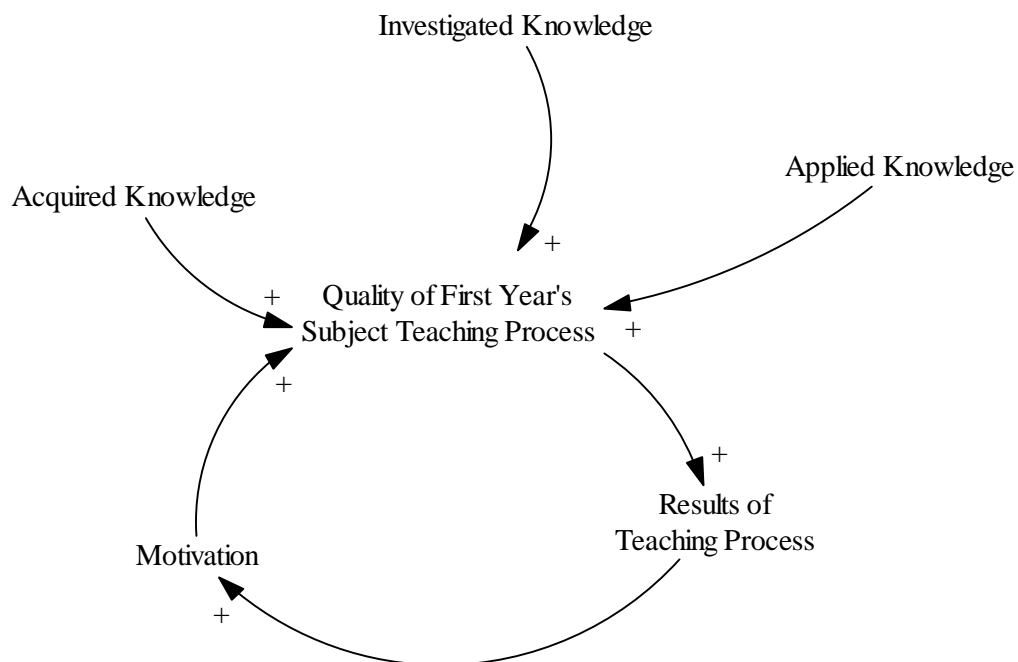 Investigated Knowledge
Applied Knowledge
Acquired Knowledge
+
+
Quality of First Year's
Subject Teaching Process
+
+
+
Results of
Teaching Process
Motivation
+